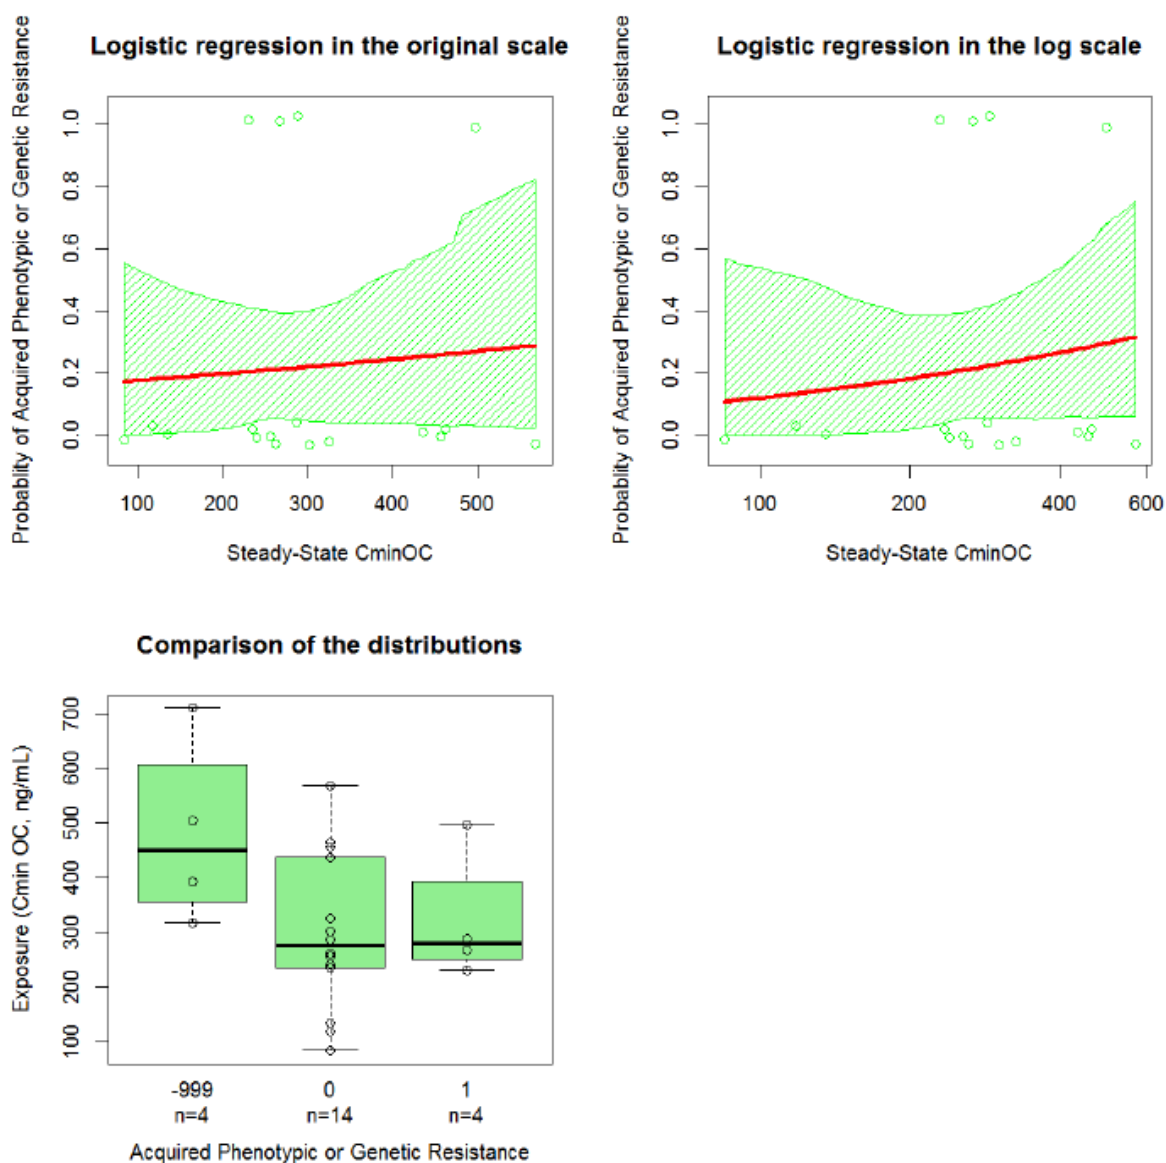 Logistic regression in the original scale
Probablity of Acquired Phenotypic or Genetic Resistance
1.0
0.8
0.6
0.4
0.2
0.0
100 200 300 400 500
Steady-State CminOC
Logistic regression in the log scale
Probablity of Acquired Phenotypic or Genetic Resistance
1.0
0.8
0.6
0.4
0.2
0.0
100 200 400 600
Steady-State CminOC
Comparison of the distributions
Exposure (Cmin OC, ng/mL)
700
600
500
400
300
200
100
-999 0 1
n=4 n=14 n=4
Acquired Phenotypic or Genetic Resistance